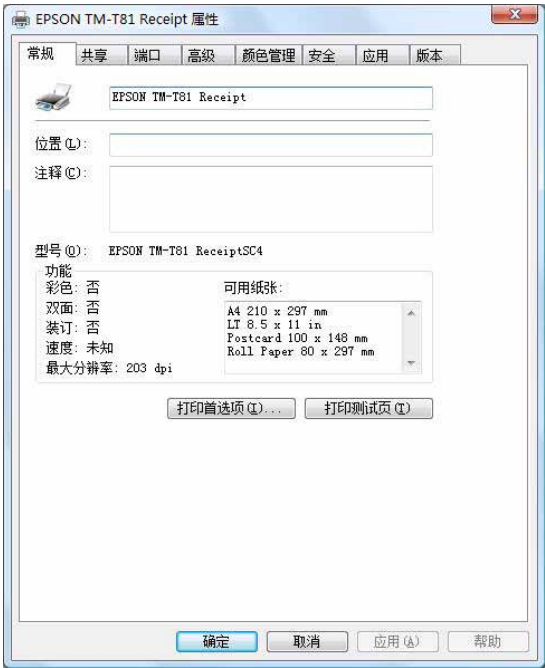 EPSON TM-T81 Receipt 属性
常规 共享 端口 高级 颜色管理 安全 应用 版本
EPSON TM-T81 Receipt
位置(L):
注释(C):
型号(O): EPSON TM-T81 ReceiptSC4
功能
彩色: 否 可用纸张:
双面: 否 A4 210 x 297 mm
装订: 否 LT 8.5 x 11 in
速度: 未知 Postcard 100 x 148 mm
最大分辨率: 203 dpi Roll Paper 80 x 297 mm
打印首选项(I)... 打印测试页(T)
确定 取消 应用(A) 帮助